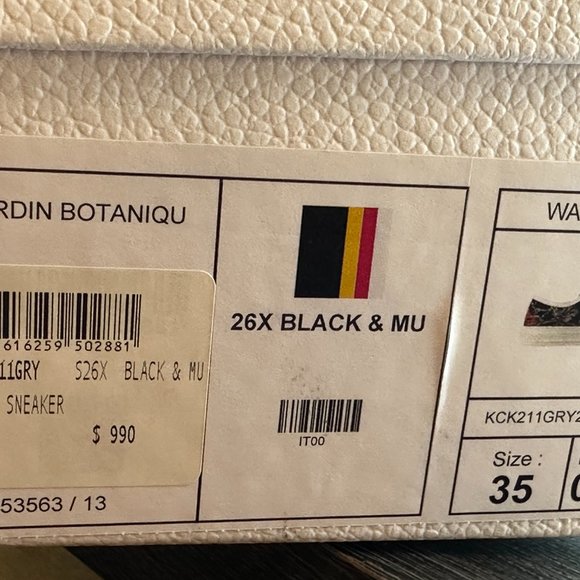 RDIN BOTANIQU
616259 502881
11GRY S26X BLACK & MU
SNEAKER
$ 990
53563 / 13
26X BLACK & MU
IT00
WA
KCK211GRY
Size :
35